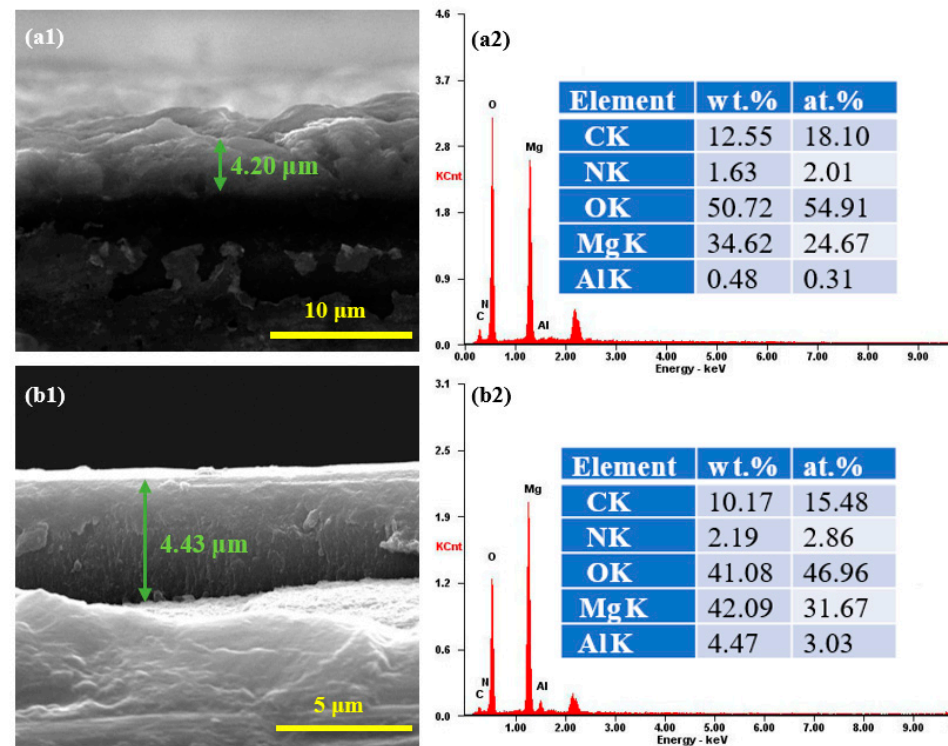 (a1)
4.20 µm
10 µm
(a2)
4.6
3.7
2.8
KCnt
1.8
0.9
0.0
O
Mg
N
C
Al
0.00 1.00 2.00 3.00 4.00 5.00 6.00 7.00 8.00 9.00
Energy - keV
Element wt.% at.%
CK 12.55 18.10
NK 1.63 2.01
OK 50.72 54.91
MgK 34.62 24.67
AlK 0.48 0.31
(b1)
4.43 µm
5 µm
(b2)
3.1
2.5
1.9
KCnt
1.2
0.6
0.0
Mg
O
N
C
Al
1.00 2.00 3.00 4.00 5.00 6.00 7.00 8.00 9.00
Energy - keV
Element wt.% at.%
CK 10.17 15.48
NK 2.19 2.86
OK 41.08 46.96
MgK 42.09 31.67
AlK 4.47 3.03